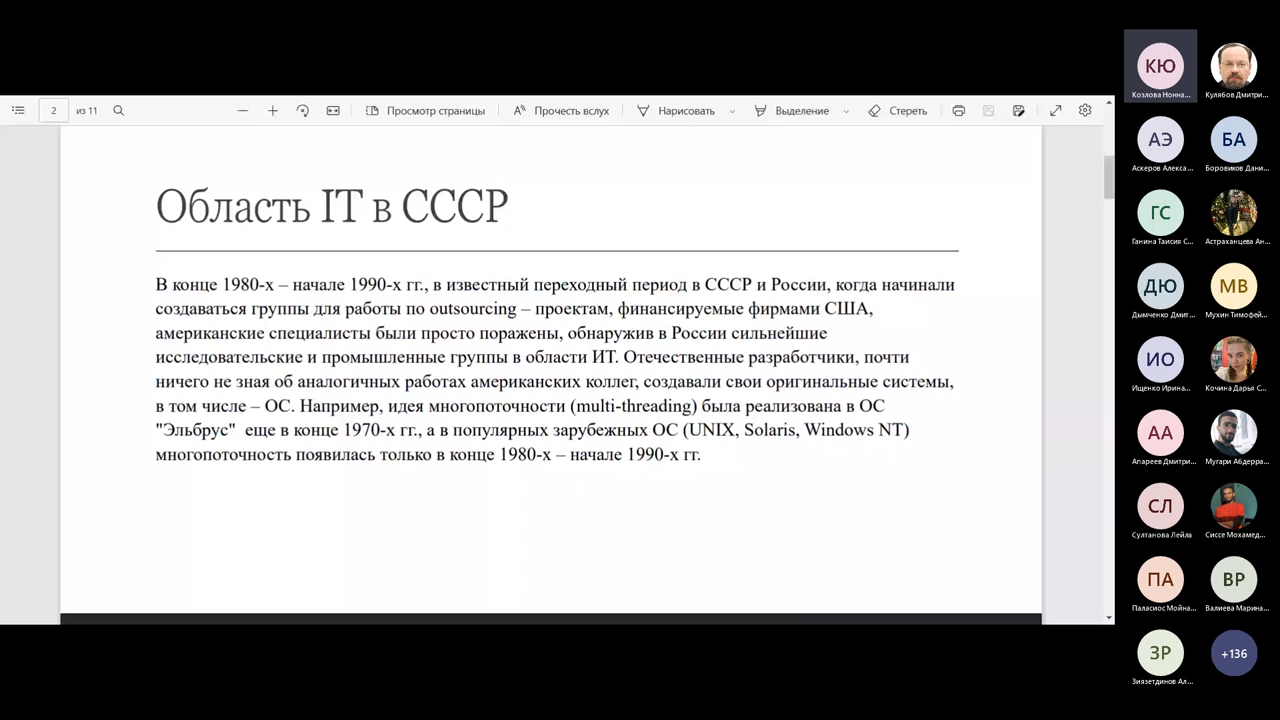 2 из 11
Просмотр страницы
Прочесть вслух
Нарисовать
Выделение
Стереть
Область IT в СССР
В конце 1980-х – начале 1990-х гг., в известный переходный период в СССР и России, когда начинали
создаваться группы для работы по outsourcing – проектам, финансируемые фирмами США,
американские специалисты были просто поражены, обнаружив в России сильнейшие
исследовательские и промышленные группы в области ИТ. Отечественные разработчики, почти
ничего не зная об аналогичных работах американских коллег, создавали свои оригинальные системы,
в том числе – ОС. Например, идея многопоточности (multi-threading) была реализована в ОС
"Эльбрус" еще в конце 1970-х гг., а в популярных зарубежных ОС (UNIX, Solaris, Windows NT)
многопоточность появилась только в конце 1980-х – начале 1990-х гг.
КЮ
Козлова Нонна...
Кулябов Дмитри...
АЭ
Аскеров Алекса...
БА
Боровиков Дани...
ГС
Ганина Таисия С...
Астраханцева Ан...
ДЮ
Дымченко Дмит...
МВ
Мухин Тимофей...
ИО
Ищенко Ирина...
Кочина Дарья С...
АА
Апареев Дмитри...
Мугари Абдерра...
СЛ
Султанова Лейла
Сиссе Мохамед...
ПА
Паласиос Мойна...
ВР
Валиева Марина...
ЗР
Зиязетдинов Ал...
+136